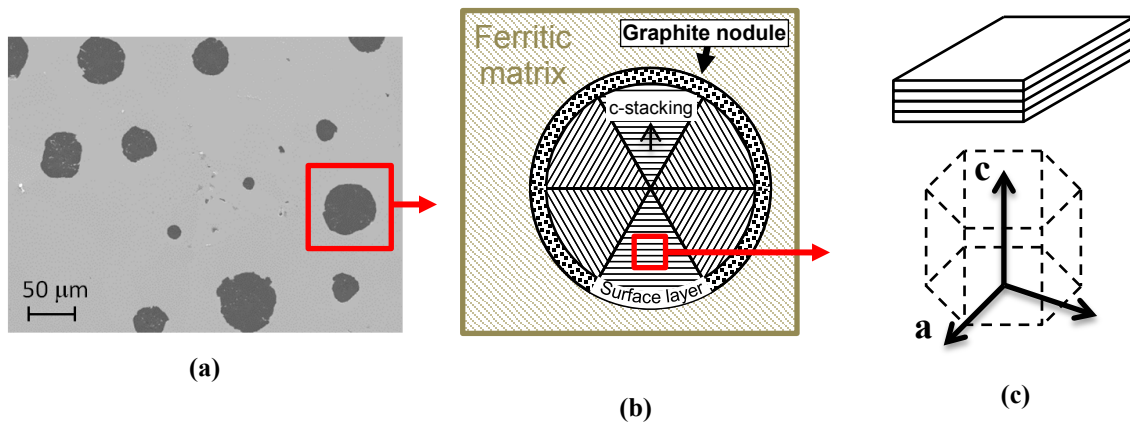 50 μm
(a)
Ferritic
matrix
Graphite nodule
c-stacking
Surface layer
(b)
c
a
(c)